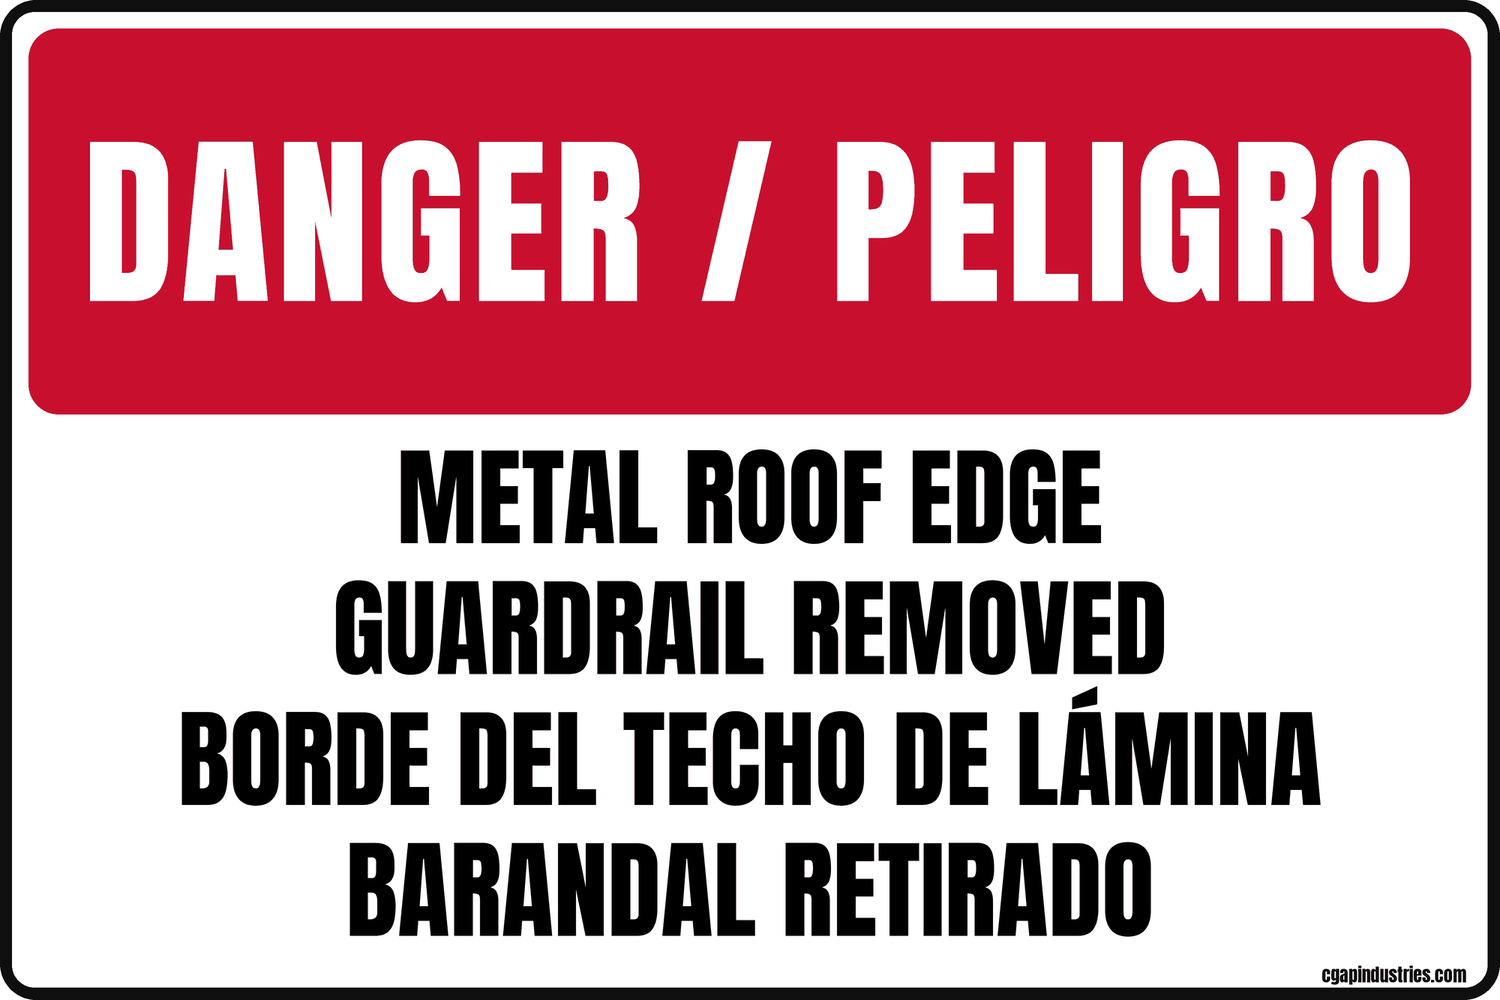 DANGER / PELIGRO
METAL ROOF EDGE
GUARDRAIL REMOVED
BORDE DEL TECHO DE LÁMINA
BARANDAL RETIRADO
cgapindustries.com